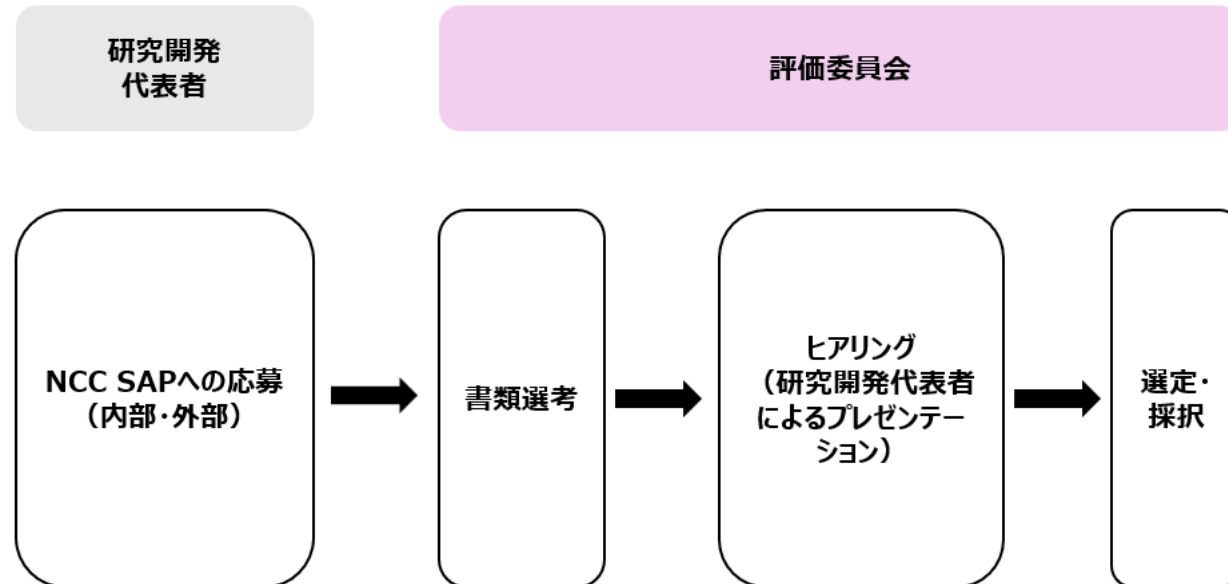 研究開発
代表者
評価委員会
NCC SAPへの応募
（内部・外部）
書類選考
ヒアリング
（研究開発代表者
によるプレゼンテー
ション）
選定・
採択